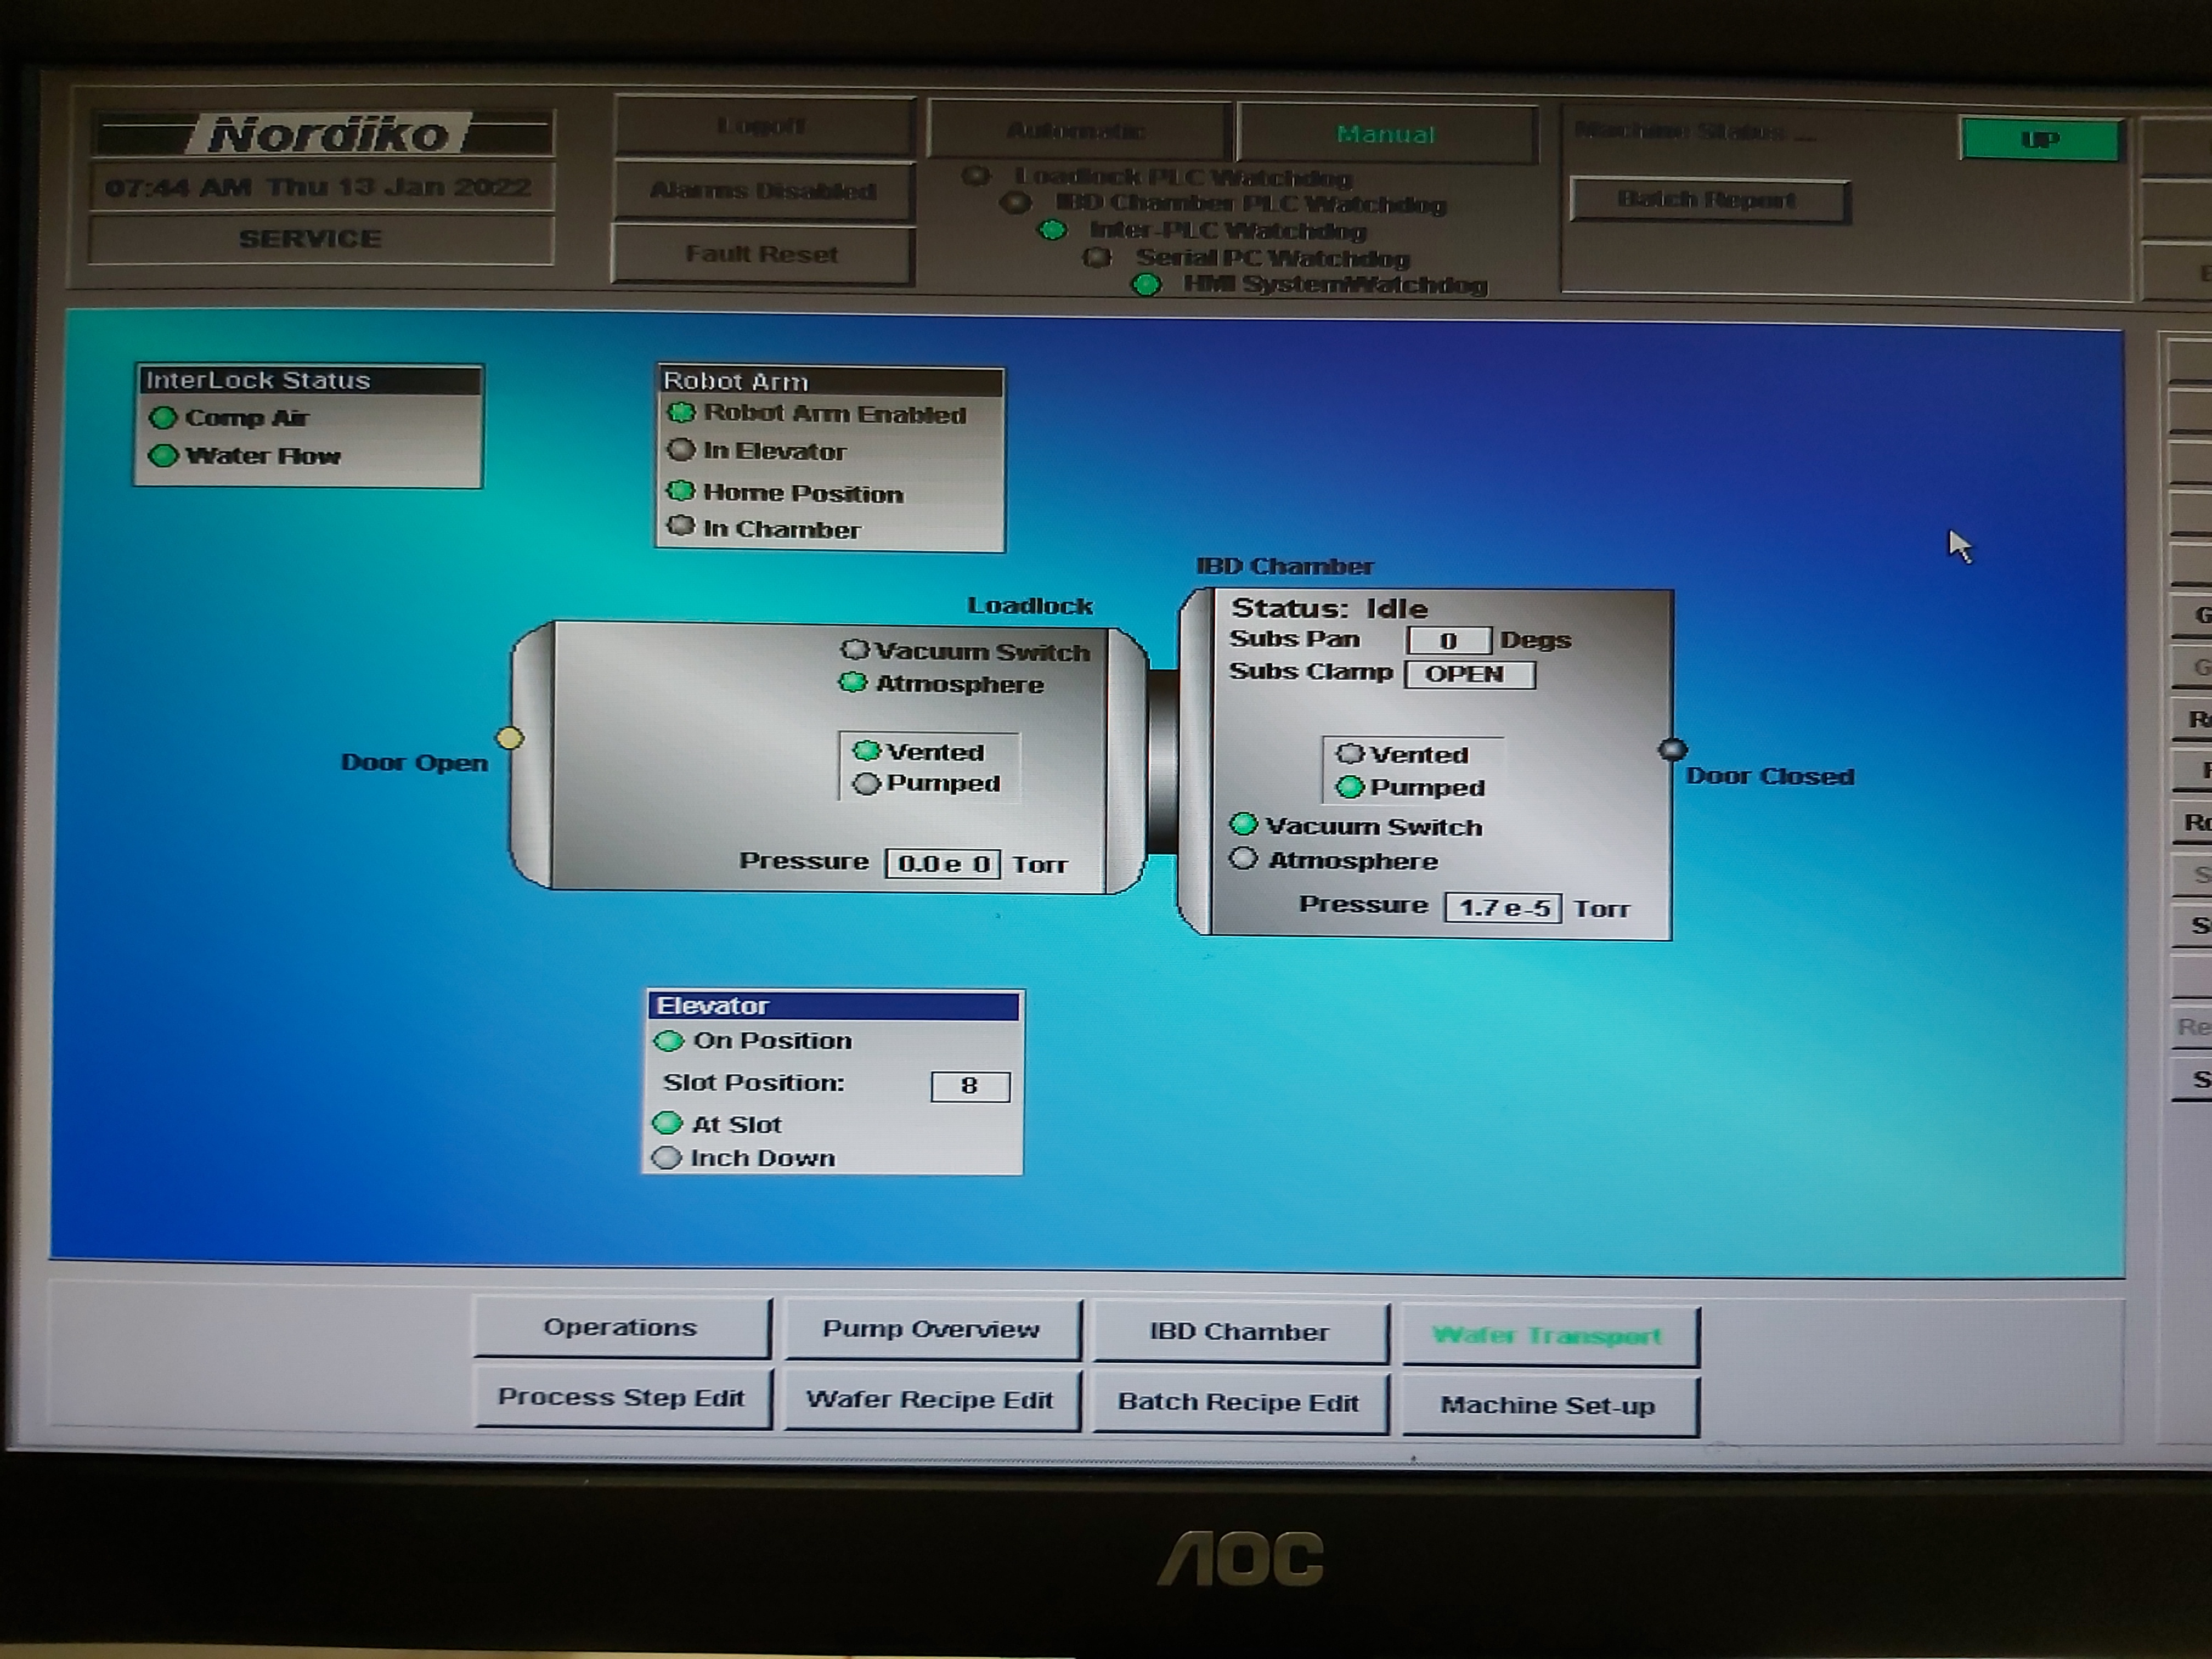 Nordiko
07:44 AM Thu 13 Jan 2022
SERVICE
Logoff
Alarms Disabled
Fault Reset
Automatic
Manual
Loadlock PLC Watchdog
IBD Chamber PLC Watchdog
Inter-PLC Watchdog
Serial PC Watchdog
HMI SystemWatchdog
Machine Status ...
UP
Batch Report
InterLock Status
Comp Air
Water Flow
Robot Arm
Robot Arm Enabled
In Elevator
Home Position
In Chamber
Loadlock
Vacuum Switch
Atmosphere
Vented
Pumped
Pressure 0.0 e 0 Torr
Door Open
IBD Chamber
Status: Idle
Subs Pan 0 Degs
Subs Clamp OPEN
Vented
Pumped
Vacuum Switch
Atmosphere
Pressure 1.7 e-5 Torr
Door Closed
Elevator
On Position
Slot Position: 8
At Slot
Inch Down
Operations
Pump Overview
IBD Chamber
Wafer Transport
Process Step Edit
Wafer Recipe Edit
Batch Recipe Edit
Machine Set-up
AOC